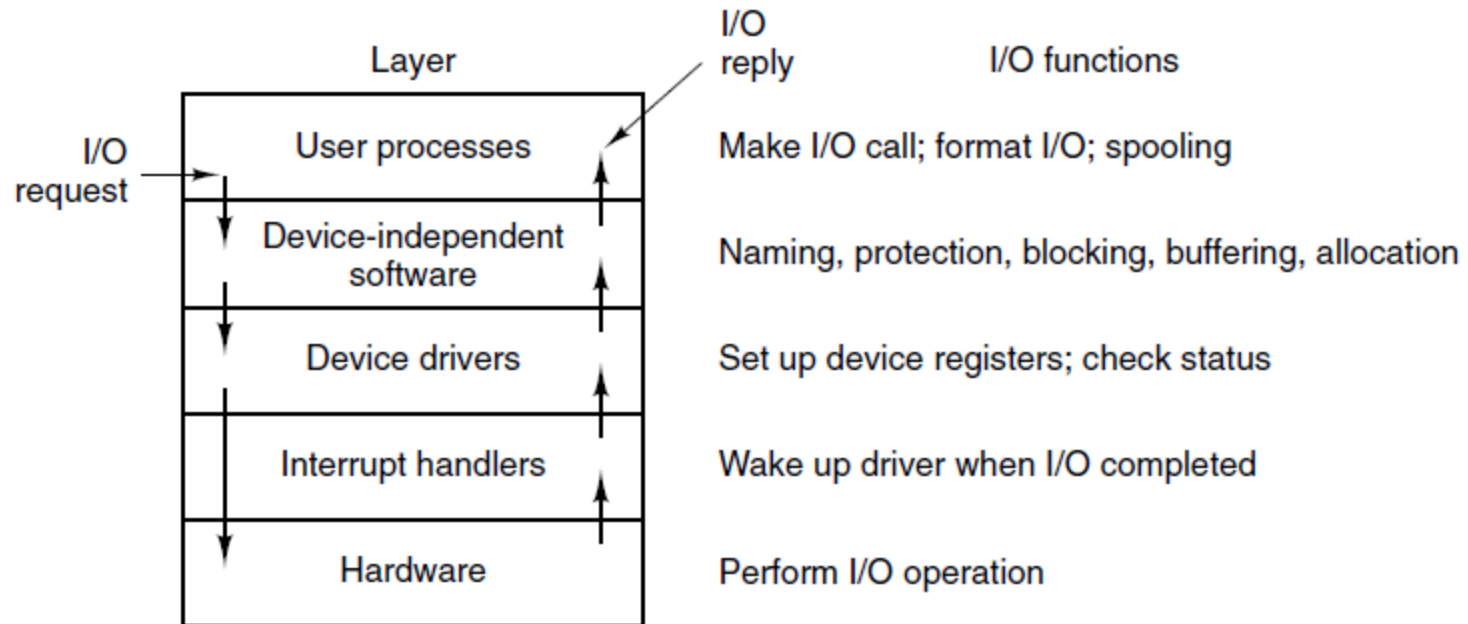 I/O
reply
Layer
I/O functions
I/O
request
User processes
Make I/O call; format I/O; spooling
Device-independent
software
Naming, protection, blocking, buffering, allocation
Device drivers
Set up device registers; check status
Interrupt handlers
Wake up driver when I/O completed
Hardware
Perform I/O operation